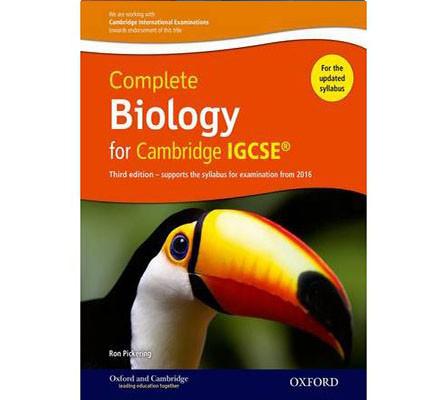 We are working with
Cambridge International Examinations
towards endorsement of this title
For the
updated
syllabus
Complete
Biology
for Cambridge IGCSE®
Third edition – supports the syllabus for examination from 2016
Ron Pickering
Oxford and Cambridge
leading education together
OXFORD